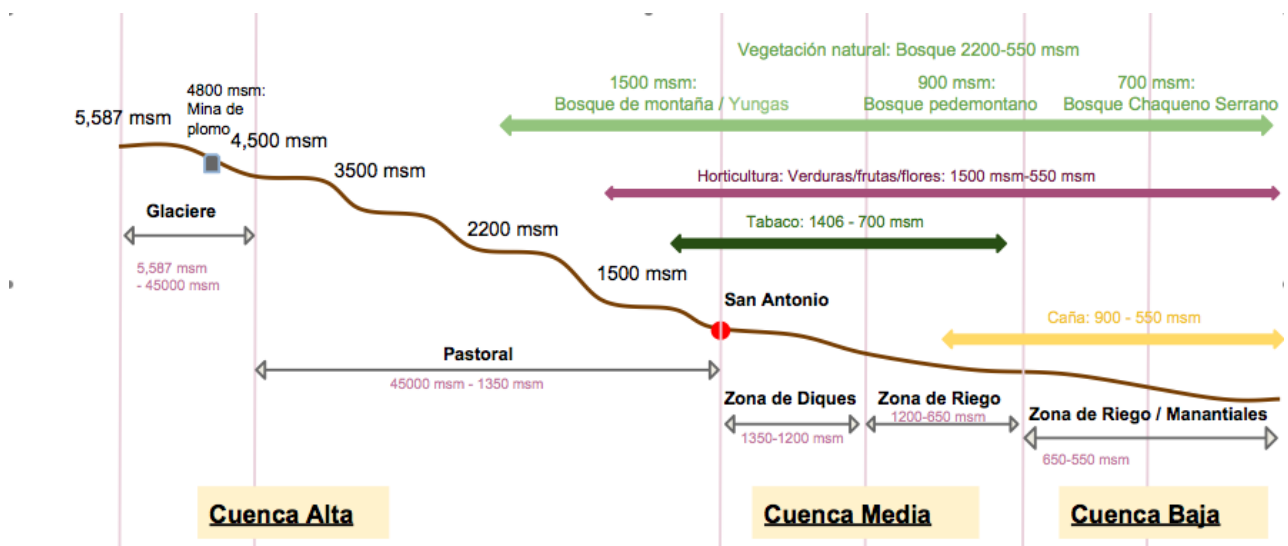 Vegetación natural: Bosque 2200-550 msm
1500 msm:
Bosque de montaña / Yungas
900 msm:
Bosque pedemontano
700 msm:
Bosque Chaqueno Serrano
4800 msm:
Mina de
plomo
5,587 msm
4,500 msm
3500 msm
2200 msm
1500 msm
Horticultura: Verduras/frutas/flores: 1500 msm-550 msm
Tabaco: 1406 - 700 msm
Glaciere
5,587 msm
- 45000 msm
San Antonio
Caña: 900 - 550 msm
Pastoral
45000 msm - 1350 msm
Zona de Diques
1350-1200 msm
Zona de Riego
1200-650 msm
Zona de Riego / Manantiales
650-550 msm
Cuenca Alta
Cuenca Media
Cuenca Baja